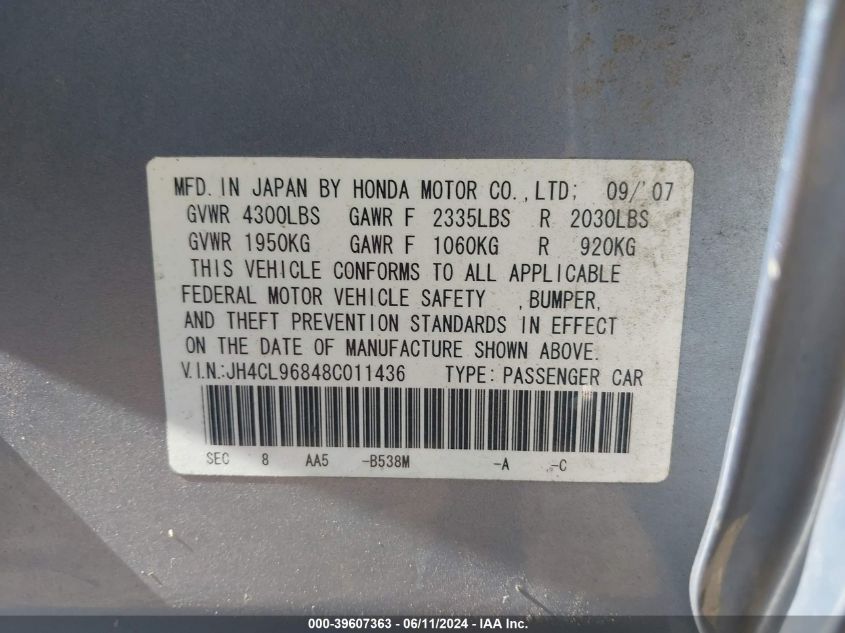 MFD. IN JAPAN BY HONDA MOTOR CO., LTD; 09/'07
GVWR 4300LBS GAWR F 2335LBS R 2030LBS
GVWR 1950KG GAWR F 1060KG R 920KG
THIS VEHICLE CONFORMS TO ALL APPLICABLE
FEDERAL MOTOR VEHICLE SAFETY , BUMPER,
AND THEFT PREVENTION STANDARDS IN EFFECT
ON THE DATE OF MANUFACTURE SHOWN ABOVE.
V.I.N.:JH4CL96848C011436 TYPE: PASSENGER CAR
SEC 8 AA5 -B538M -A -C
000-39607363 - 06/11/2024 - www.iaai.com